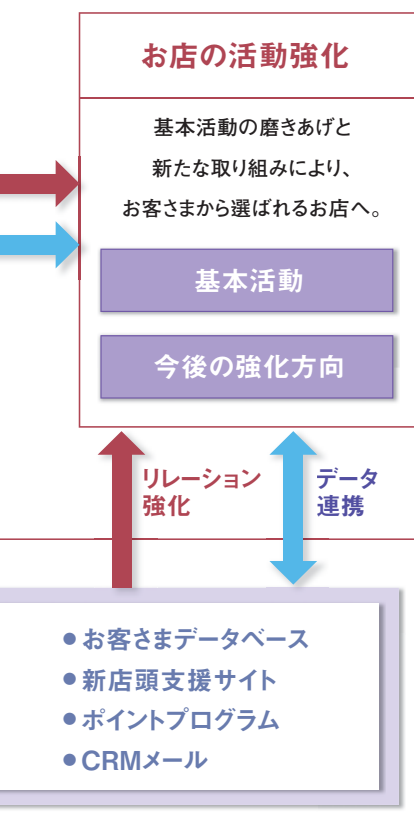 お店の活動強化
基本活動の磨きあげと
新たな取り組みにより、
お客さまから選ばれるお店へ。
基本活動
今後の強化方向
リレーション
強化
データ
連携
●お客さまデータベース
●新店頭支援サイト
●ポイントプログラム
●CRMメール